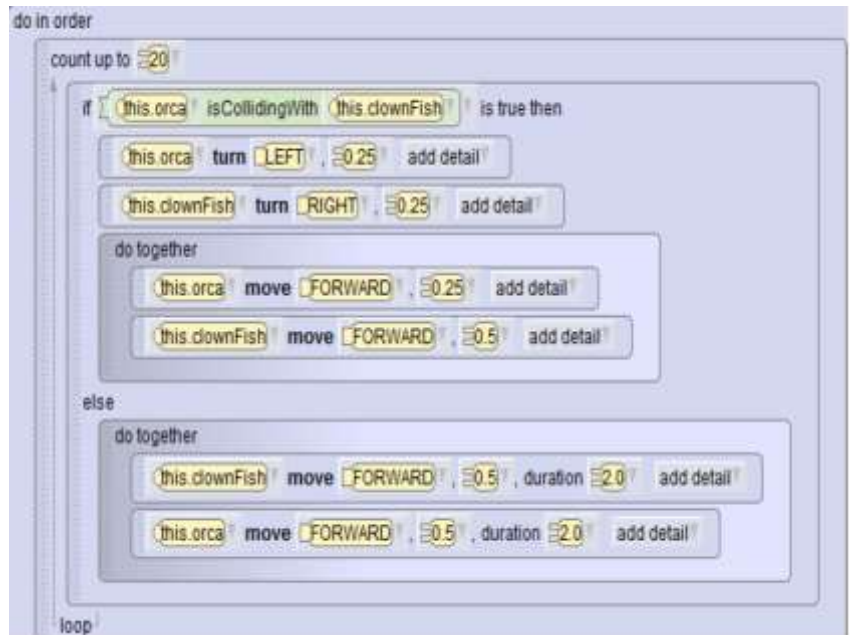 do in order
count up to 20
if this.orca isCollidingWith this.clownFish is true then
this.orca turn LEFT , 0.25 add detail
this.clownFish turn RIGHT , 0.25 add detail
do together
this.orca move FORWARD , 0.25 add detail
this.clownFish move FORWARD , 0.5 add detail
else
do together
this.clownFish move FORWARD , 0.5 , duration 2.0 add detail
this.orca move FORWARD , 0.5 , duration 2.0 add detail
loop